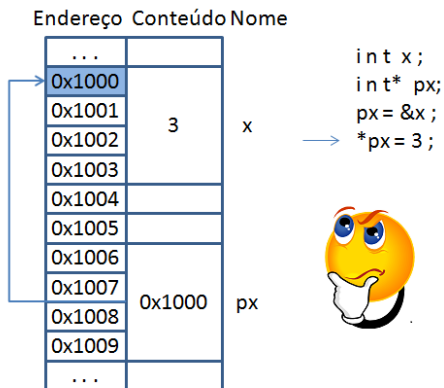 Endereço Conteúdo Nome
...
0x1000
0x1001
0x1002
0x1003
0x1004
0x1005
0x1006
0x1007
0x1008
0x1009
...
3
x
0x1000
px
int x;
int* px;
px = &x;
*px = 3;